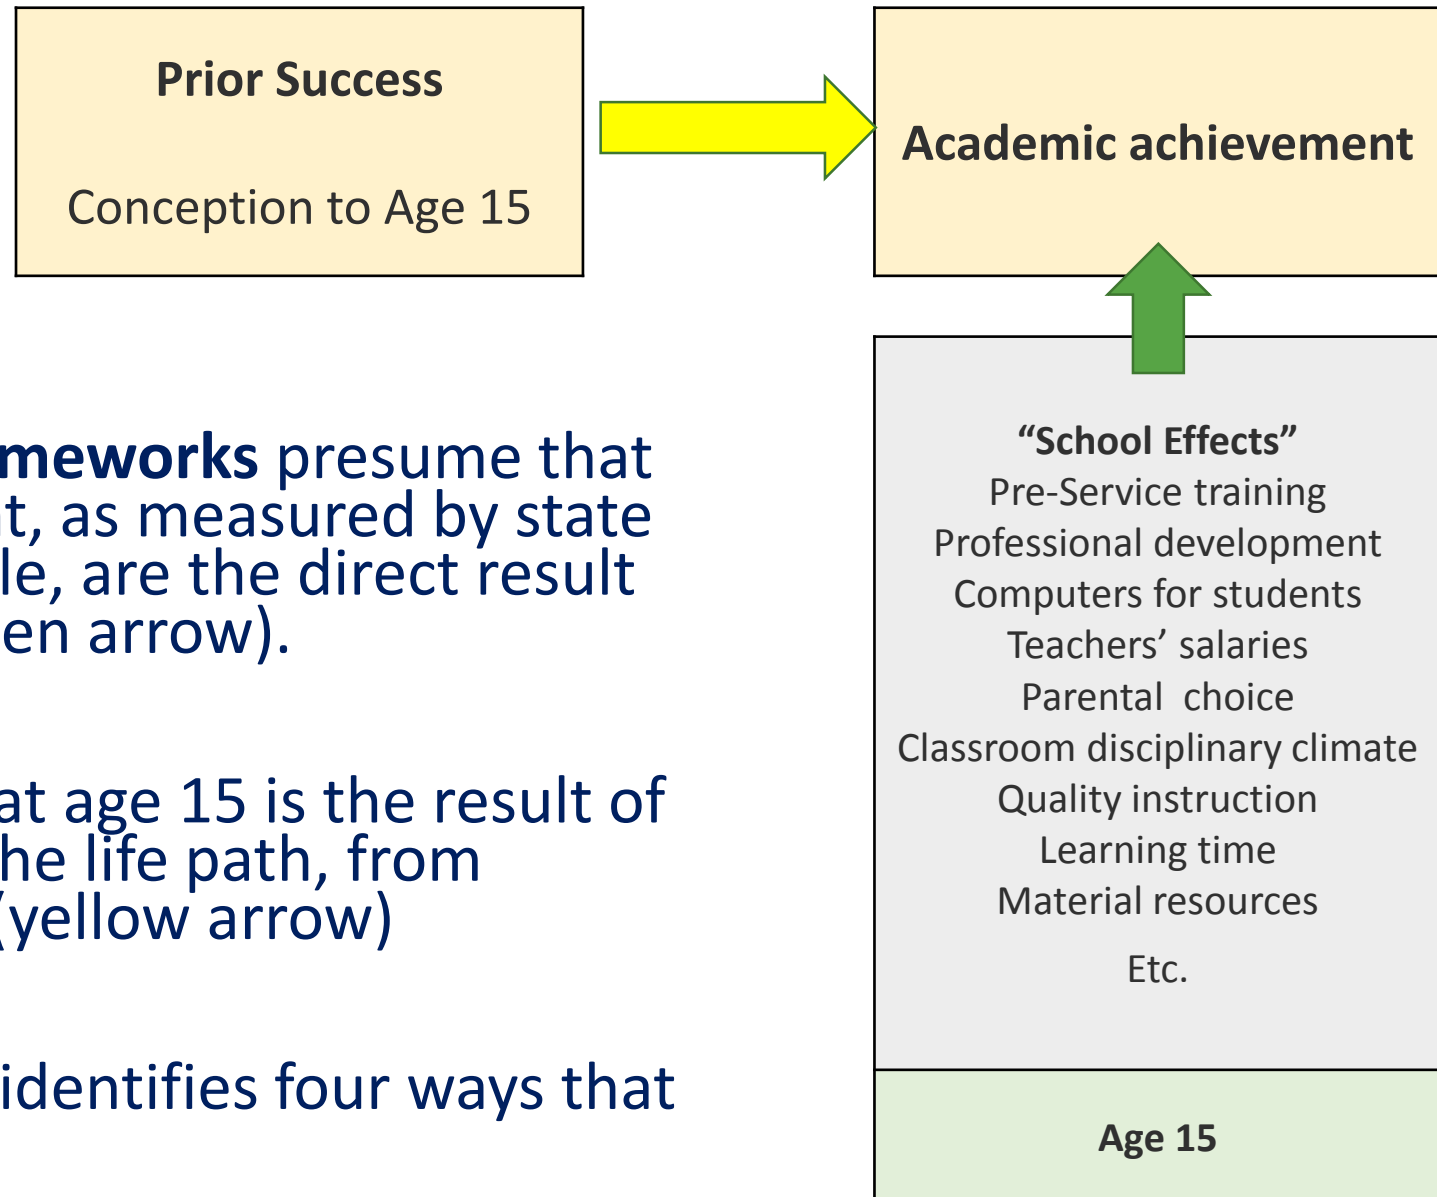 Prior Success
Conception to Age 15
Academic achievement
meworks presume that
t, as measured by state
le, are the direct result
en arrow).
at age 15 is the result of
he life path, from
(yellow arrow)
identifies four ways that
“School Effects”
Pre-Service training
Professional development
Computers for students
Teachers’ salaries
Parental choice
Classroom disciplinary climate
Quality instruction
Learning time
Material resources
Etc.
Age 15